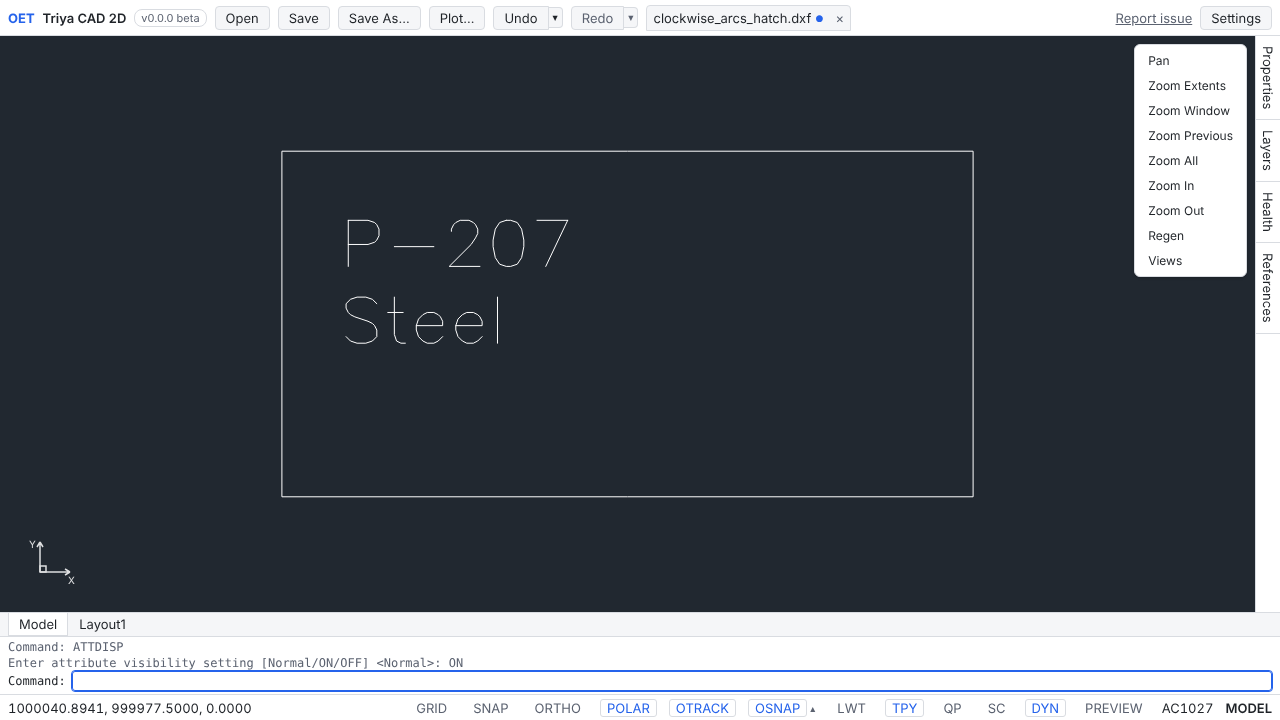 OET Triya CAD 2D v0.0.0 beta Open Save Save As... Plot... Undo ▾ Redo ▾ clockwise_arcs_hatch.dxf × Report issue Settings
Pan
Zoom Extents
Zoom Window
Zoom Previous
Zoom All
Zoom In
Zoom Out
Regen
Views
Properties
Layers
Health
References
P-207
Steel
Y
X
Model Layout1
Command: ATTDISP
Enter attribute visibility setting [Normal/ON/OFF] <Normal>: ON
Command:
1000040.8941, 999977.5000, 0.0000 GRID SNAP ORTHO POLAR OTRACK OSNAP ▴ LWT TPY QP SC DYN PREVIEW AC1027 MODEL